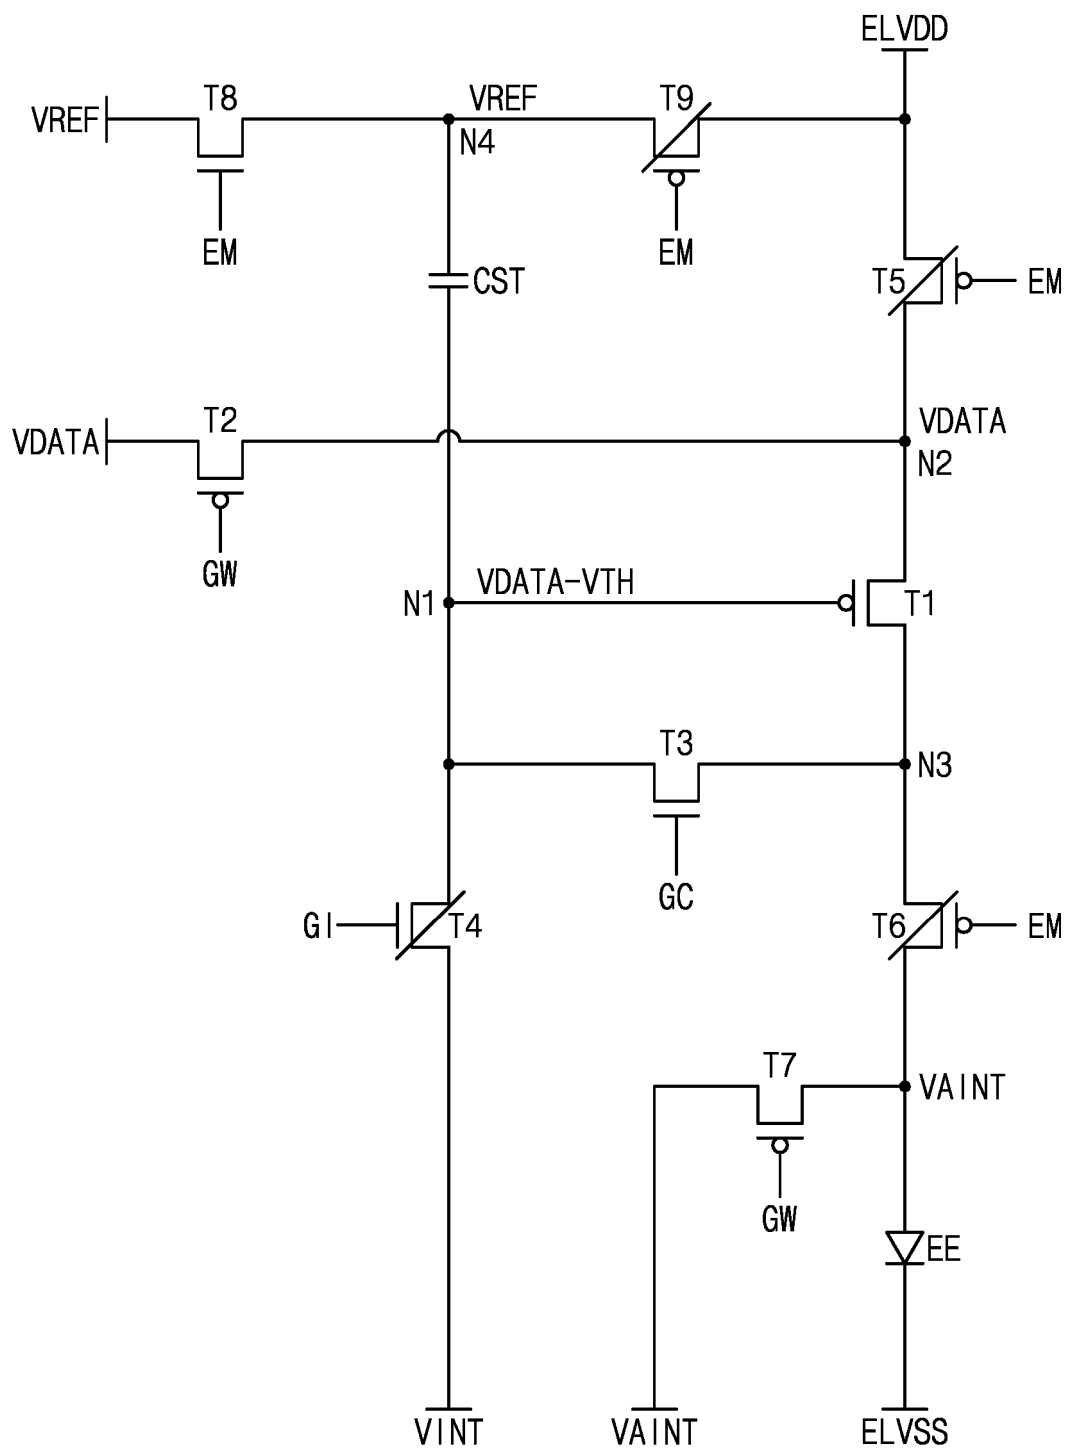 ELVDD
VREF T8 VREF T9
N4
EM EM
CST T5 EM
VDATA T2 VDATA
N2
GW
N1 VDATA-VTH T1
T3 N3
GC
GI T4 T6 EM
T7 VAINT
GW
EE
VINT VAINT ELVSS